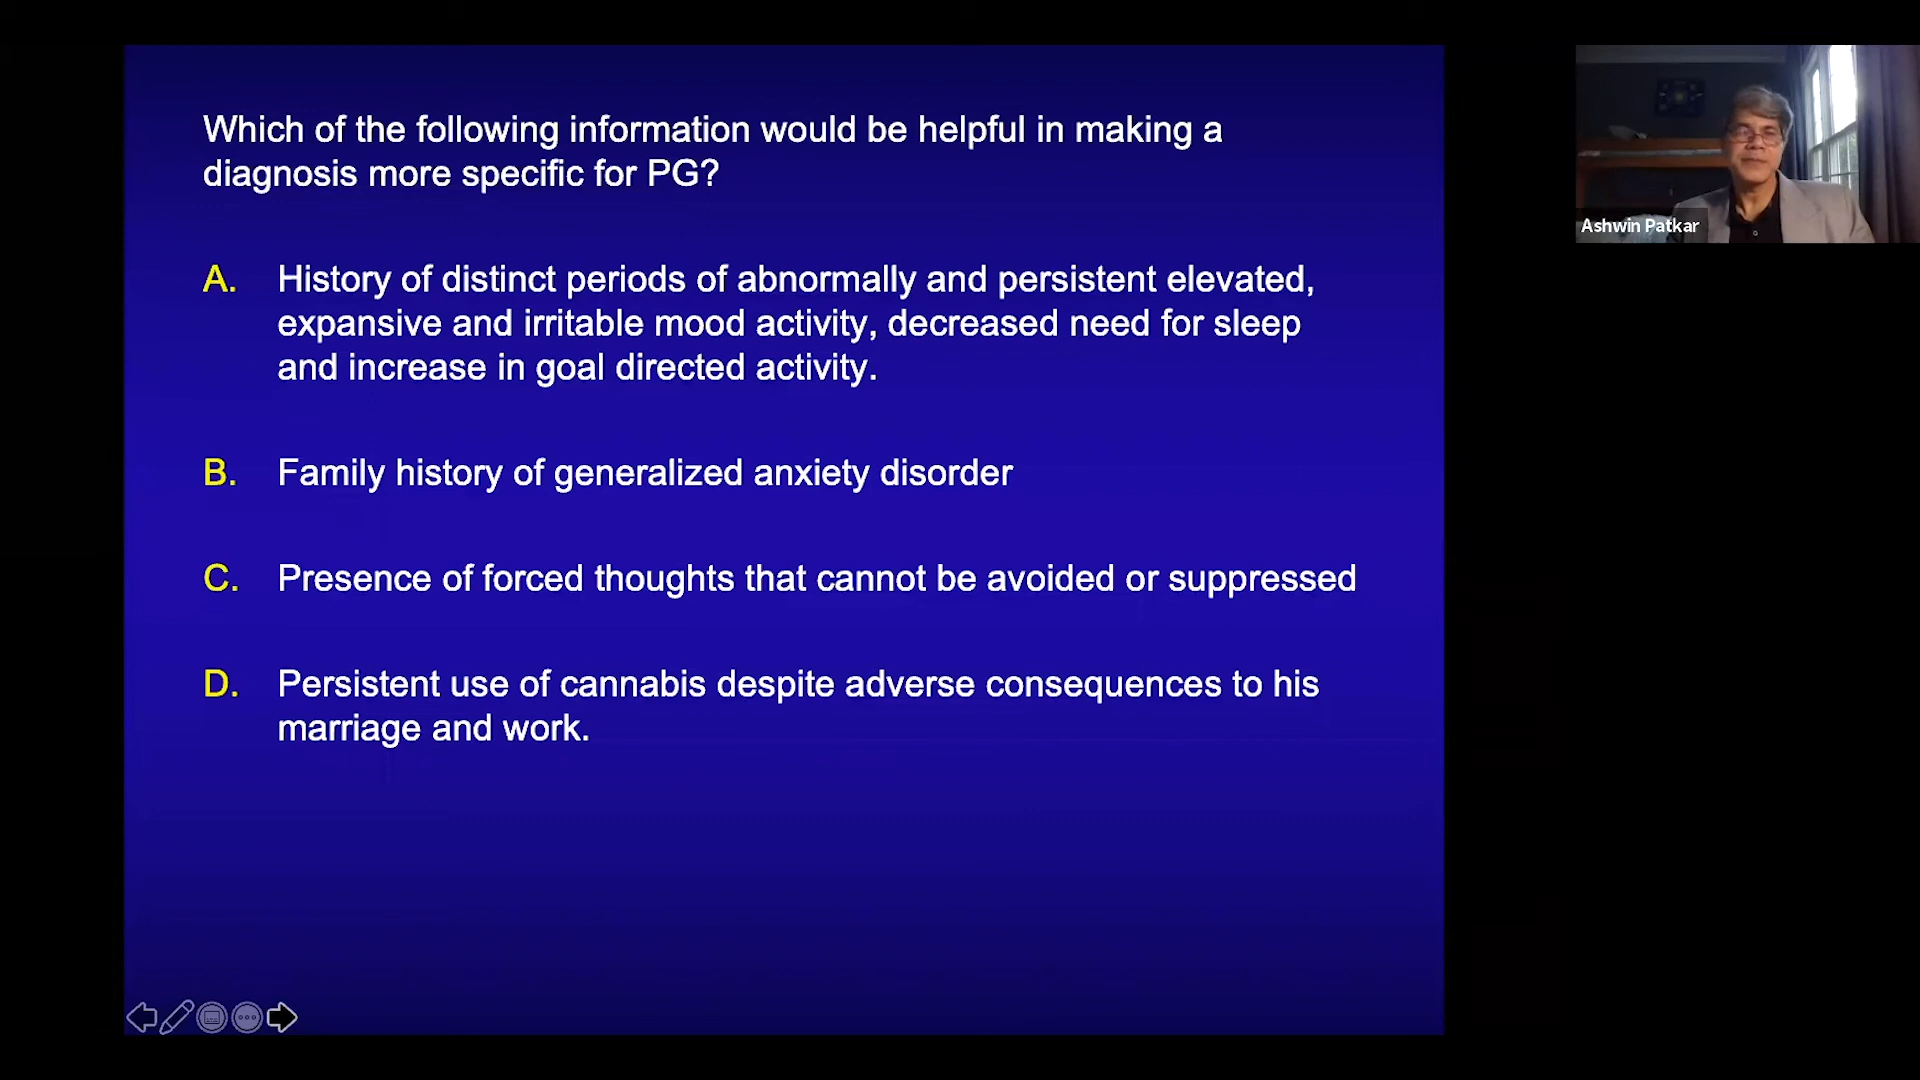 Which of the following information would be helpful in making a
diagnosis more specific for PG?
A. History of distinct periods of abnormally and persistent elevated,
expansive and irritable mood activity, decreased need for sleep
and increase in goal directed activity.
B. Family history of generalized anxiety disorder
C. Presence of forced thoughts that cannot be avoided or suppressed
D. Persistent use of cannabis despite adverse consequences to his
marriage and work.
Ashwin Patkar